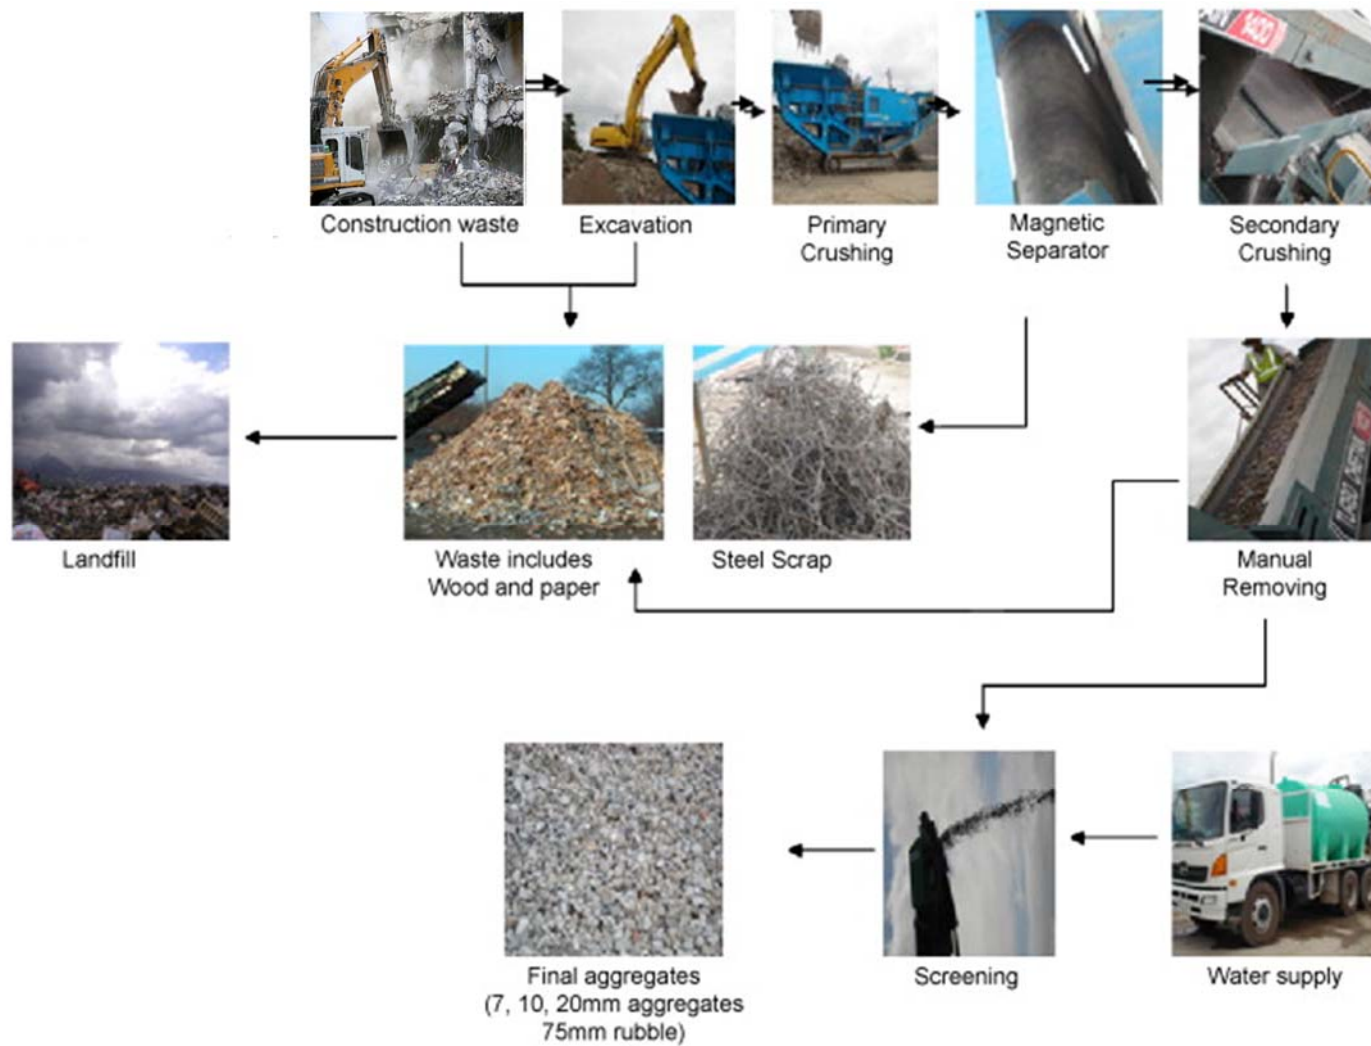 1400
Construction waste
Excavation
Primary
Crushing
Magnetic
Separator
Secondary
Crushing
Landfill
Waste includes
Wood and paper
Steel Scrap
Manual
Removing
Final aggregates
(7, 10, 20mm aggregates
75mm rubble)
Screening
Water supply